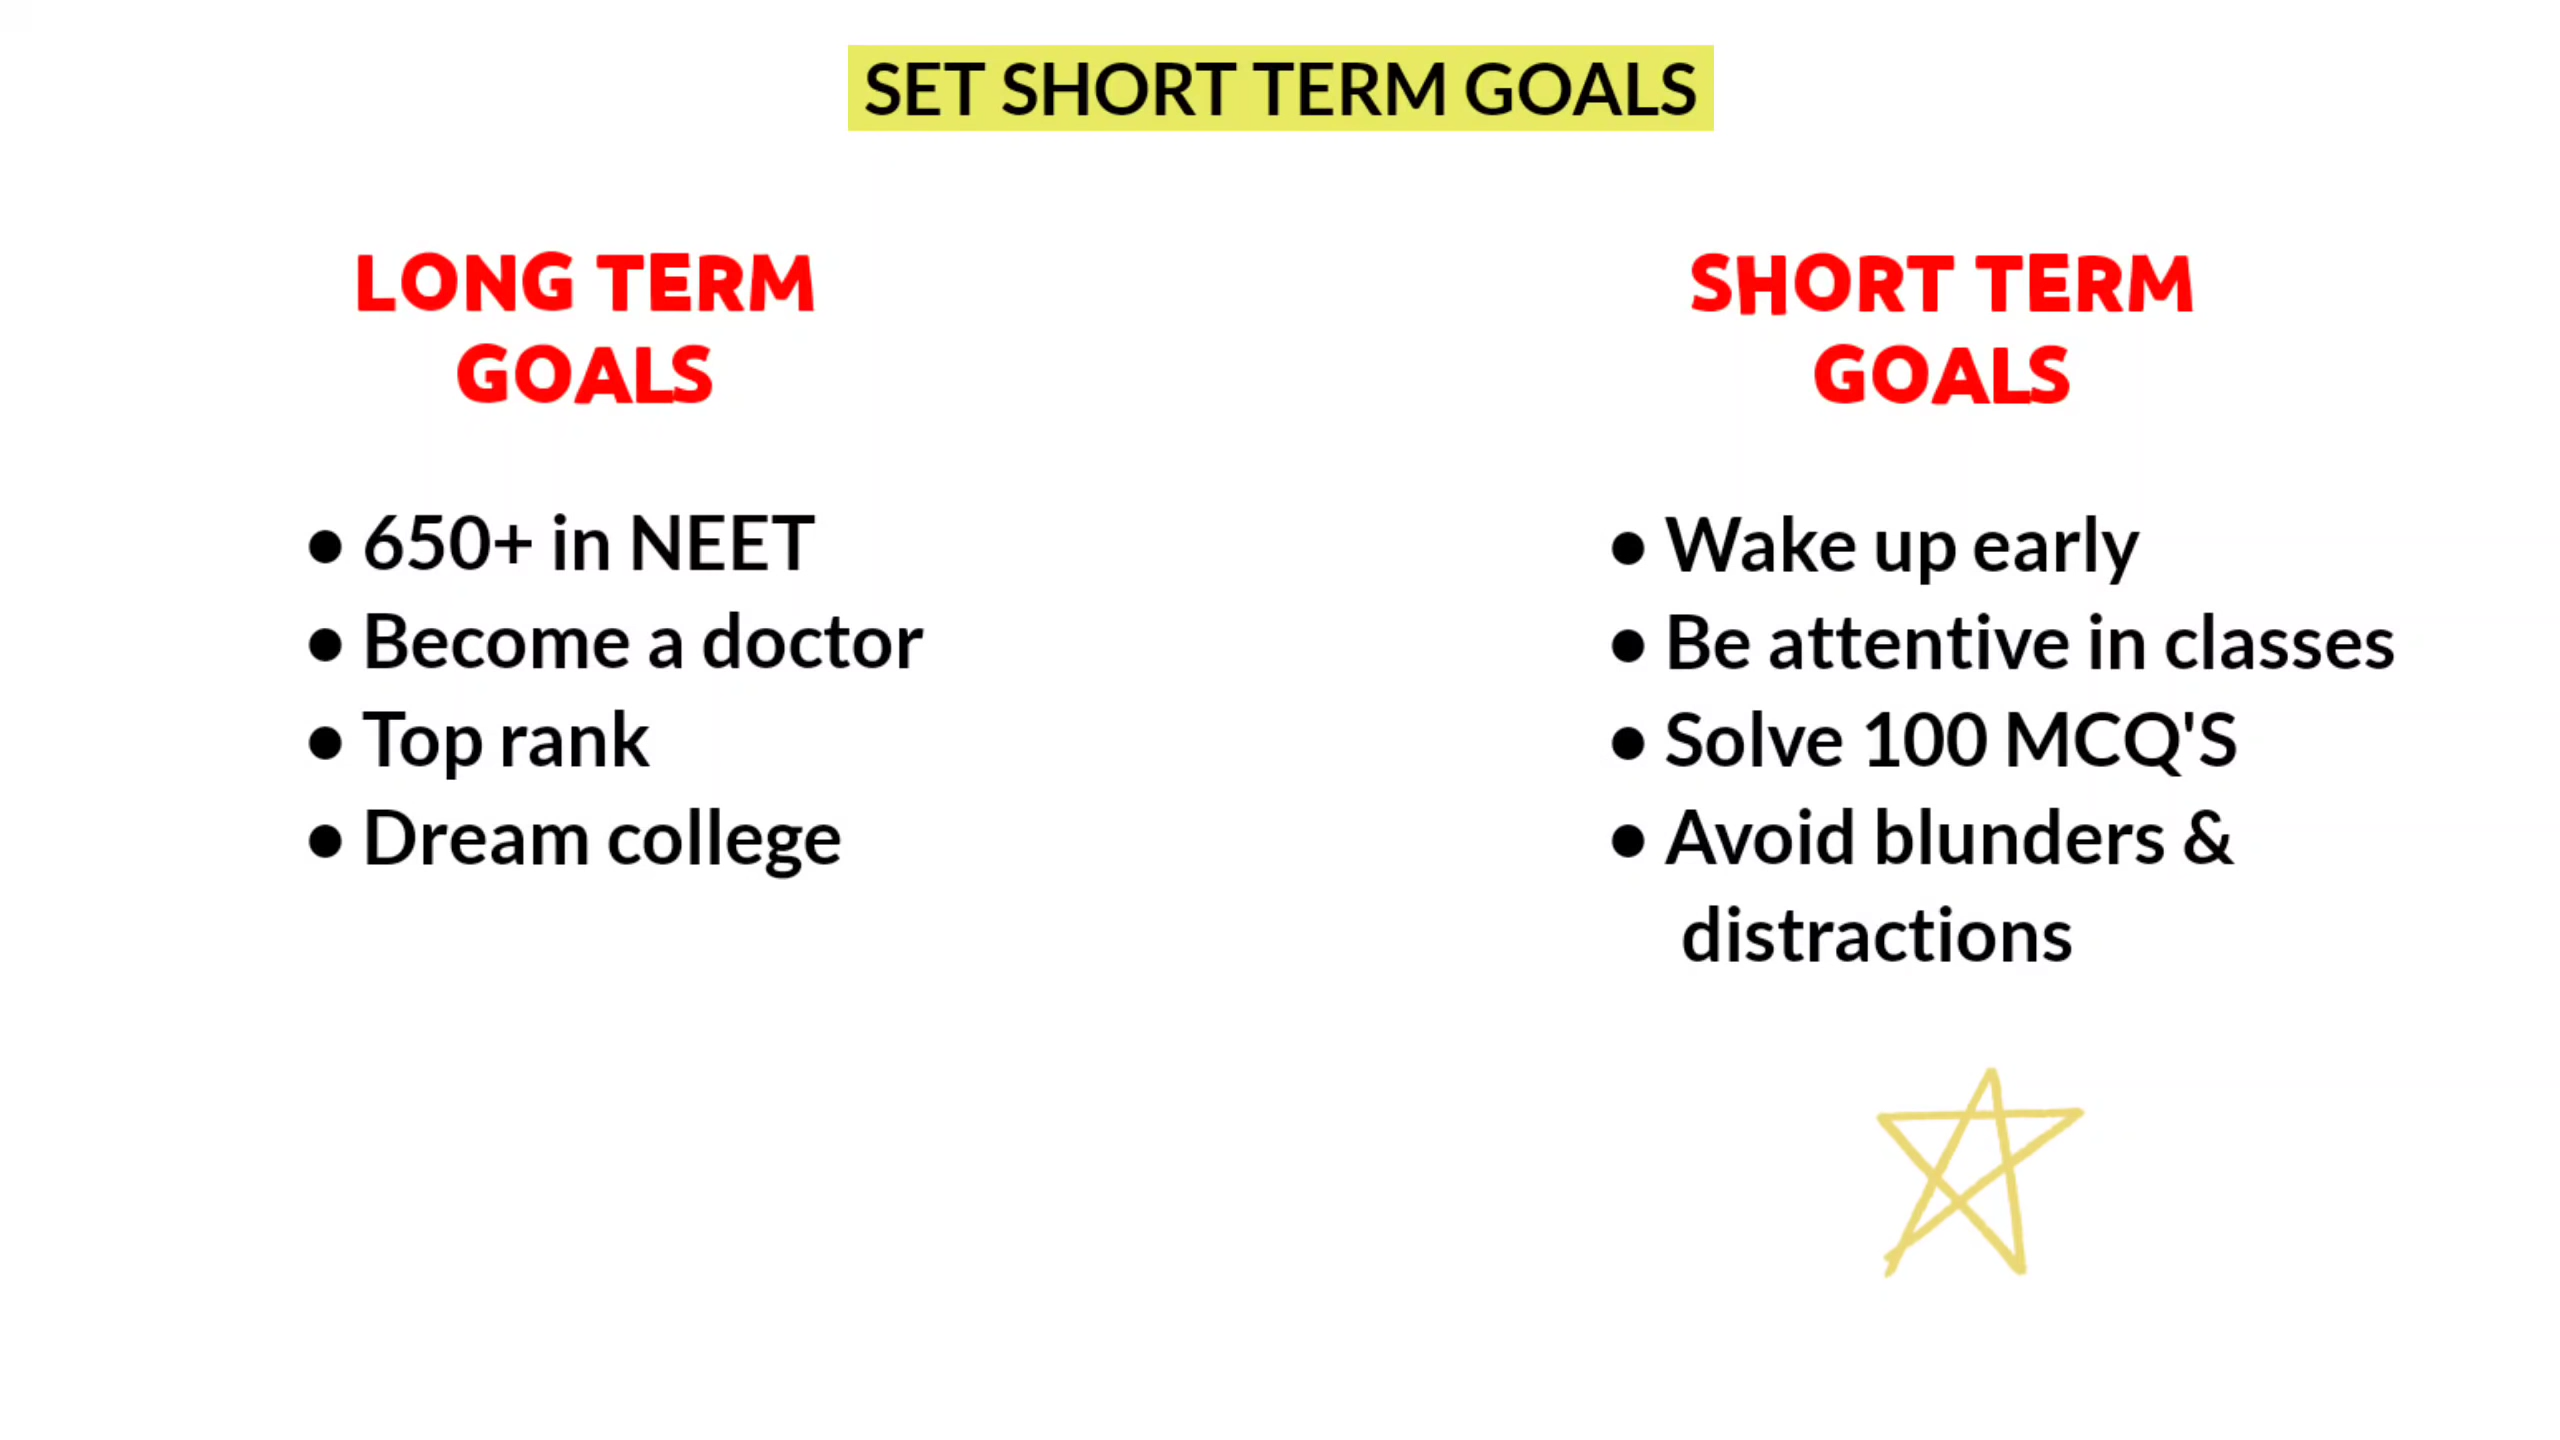 SET SHORT TERM GOALS
LONG TERM
GOALS
• 650+ in NEET
• Become a doctor
• Top rank
• Dream college
SHORT TERM
GOALS
• Wake up early
• Be attentive in classes
• Solve 100 MCQ'S
• Avoid blunders &
distractions